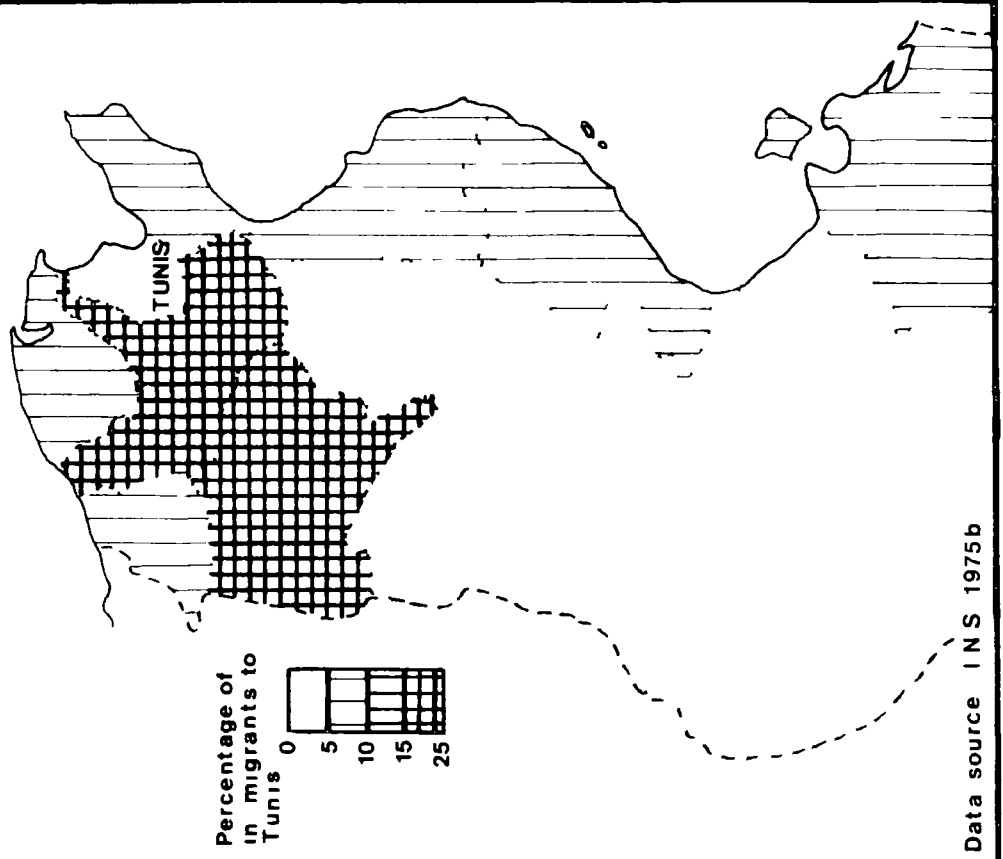 TUNIS
Percentage of
in migrants to
Tunis
0
5
10
15
25
Data source INS 1975b